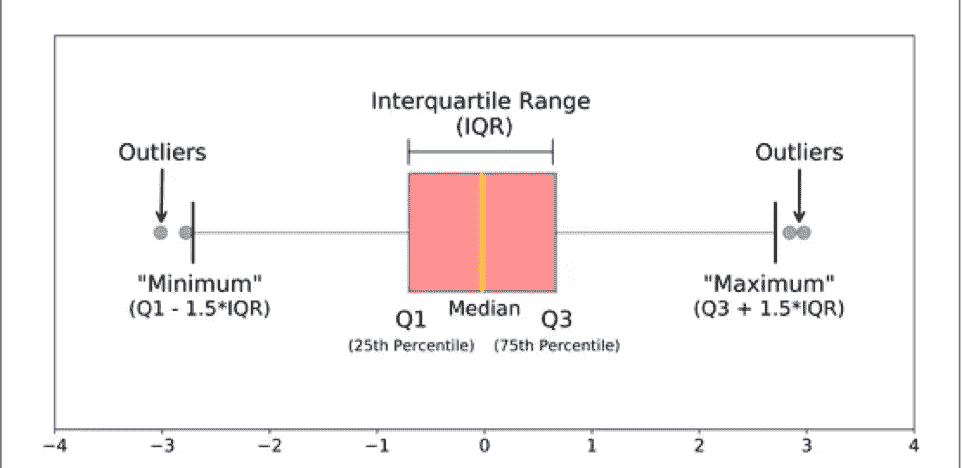 Interquartile Range
(IQR)
Outliers
Outliers
"Minimum"
(Q1 - 1.5*IQR)
"Maximum"
(Q3 + 1.5*IQR)
Median
Q1
Q3
(25th Percentile)
(75th Percentile)
−4
−3
−2
−1
0
1
2
3
4